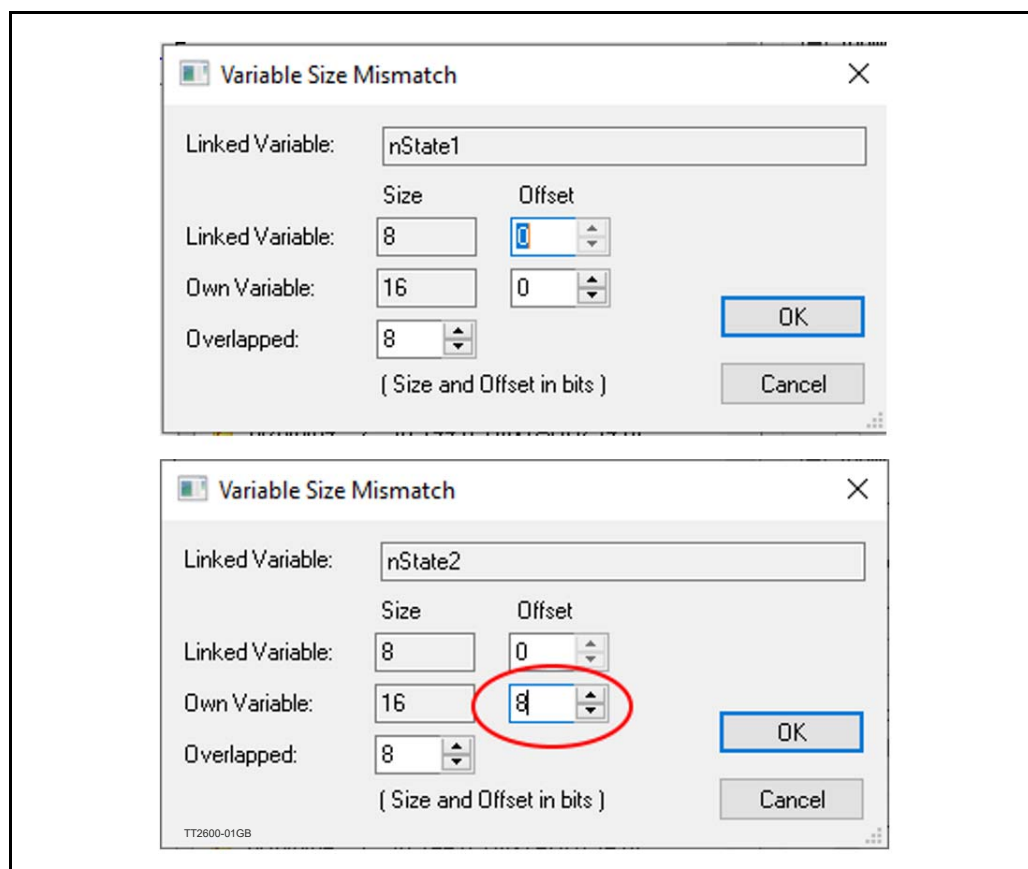 Variable Size Mismatch
Linked Variable: nState1
Size Offset
Linked Variable: 8 0
Own Variable: 16 0
OK
Overlapped: 8
( Size and Offset in bits ) Cancel
Variable Size Mismatch
Linked Variable: nState2
Size Offset
Linked Variable: 8 0
Own Variable: 16 8
OK
Overlapped: 8
( Size and Offset in bits ) Cancel
TT2600-01GB